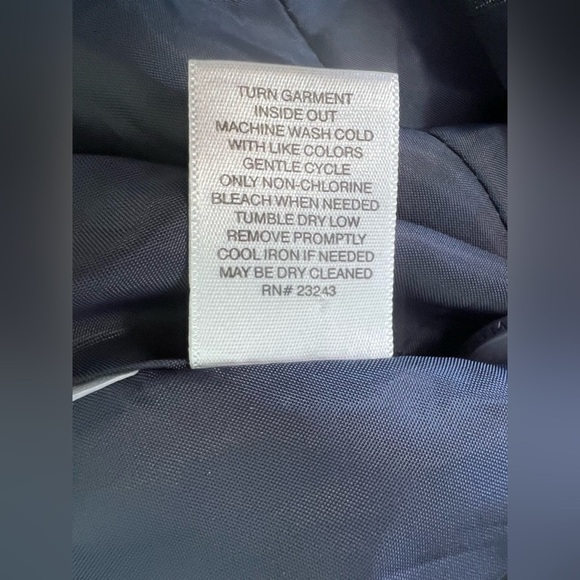 TURN GARMENT
INSIDE OUT
MACHINE WASH COLD
WITH LIKE COLORS
GENTLE CYCLE
ONLY NON-CHLORINE
BLEACH WHEN NEEDED
TUMBLE DRY LOW
REMOVE PROMPTLY
COOL IRON IF NEEDED
MAY BE DRY CLEANED
RN# 23243